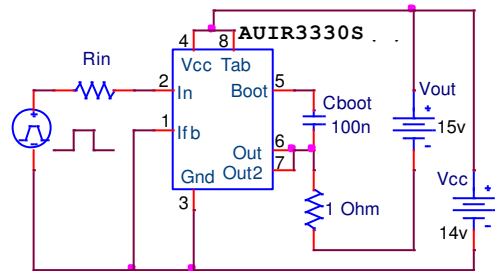 AUIR3330S
4 8
Vcc Tab
Rin
2 In
Boot 5
Cboot
100n
Vout
15v
1 Ifb
Out 6
Out2 7
Gnd
3
1 Ohm
Vcc
14v